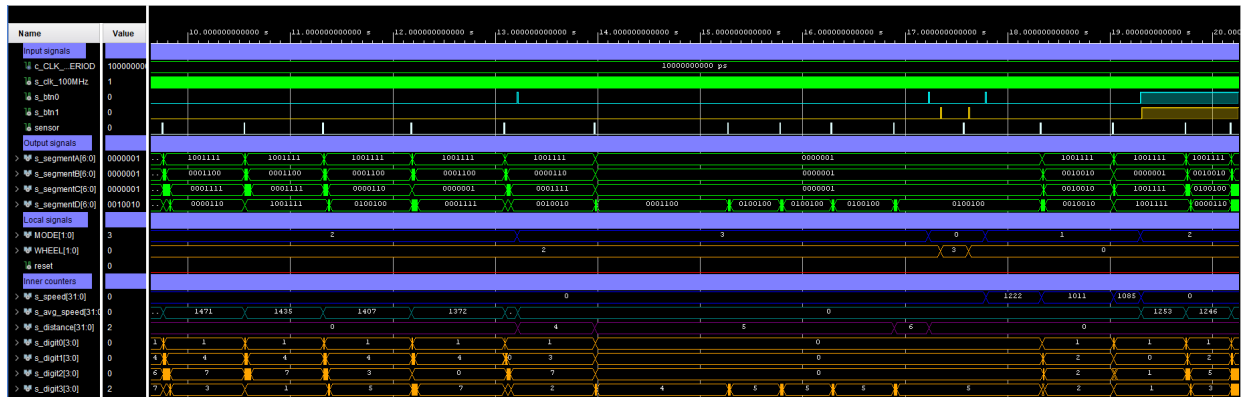 Name Value 10.000000000000 s 11.000000000000 s 12.000000000000 s 13.000000000000 s 14.000000000000 s 15.000000000000 s 16.000000000000 s 17.000000000000 s 18.000000000000 s 19.000000000000 s 20.00
Input signals
c_CLK_...ERIOD 10000000 10000000000 ps
s_clk_100MHz 1
s_btn0 0
s_btn1 0
sensor 0
Output signals
s_segmentA[6:0] 0000001 ... 1001111 1001111 1001111 1001111 1001111 0000001 1001111 1001111 1001111
s_segmentB[6:0] 0000001 ... 0001100 0001100 0001100 0001100 0000110 0000001 0010010 0000001 0010010
s_segmentC[6:0] 0000001 ... 0001111 0001111 0000110 0000001 0001111 0000001 0010010 1001111 0100100
s_segmentD[6:0] 0010010 ... 0000110 1001111 0100100 0001111 0010010 0001100 0100100 0100100 0100100 0100100 0010010 1001111 0000110
Local signals
MODE[1:0] 3 2 3 0 1 2
WHEEL[1:0] 0 2 3 0
reset 0
Inner counters
s_speed[31:0] 0 0 1222 1011 1085 0
s_avg_speed[31:0 0 ... 1471 1435 1407 1372 . 0 1253 1246
s_distance[31:0] 2 0 4 5 6 0
s_digit0[3:0] 0 1 1 1 1 1 1 0 1 1 1
s_digit1[3:0] 0 4 4 4 4 4 0 3 0 2 0 2
s_digit2[3:0] 0 6 7 7 3 0 7 0 2 1 5
s_digit3[3:0] 2 7 3 1 5 7 2 4 5 5 5 5 2 1 3